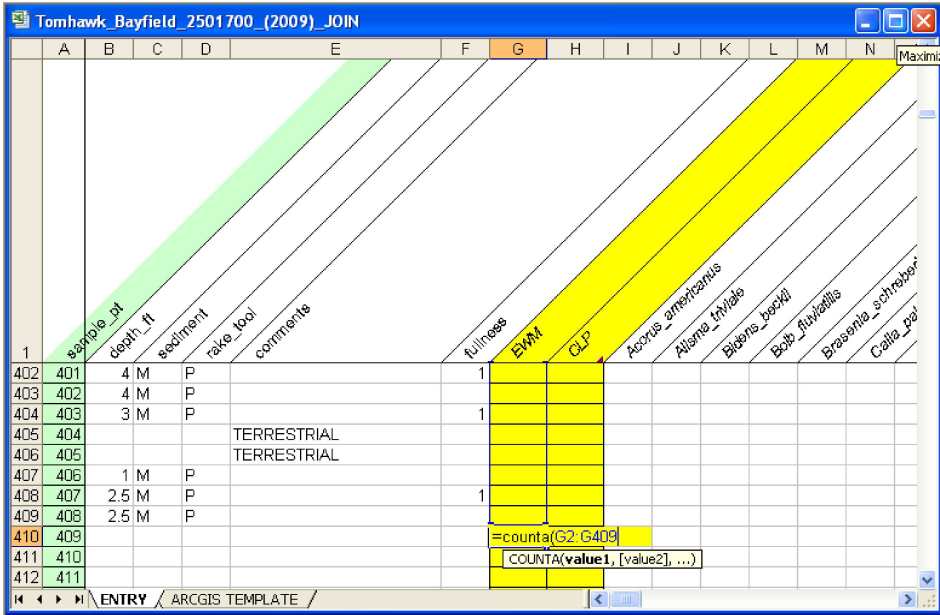 Tomhawk_Bayfield_2501700_(2009)_JOIN
A B C D E F G H I J K L M N
Maximiz
1 sample_pt depth_ft sediment rake_tool comments fullness EWM CLP Acorus_americanus Alisma_triviale Bidens_beckii Bolb_fluviatilis Brasenia_schreberi Calla_pal
402 401 4 M P 1
403 402 4 M P
404 403 3 M P 1
405 404 TERRESTRIAL
406 405 TERRESTRIAL
407 406 1 M P
408 407 2.5 M P 1
409 408 2.5 M P
410 409 =counta(G2:G409
411 410 COUNTA(value1, [value2], ...)
412 411
ENTRY ARCGIS TEMPLATE